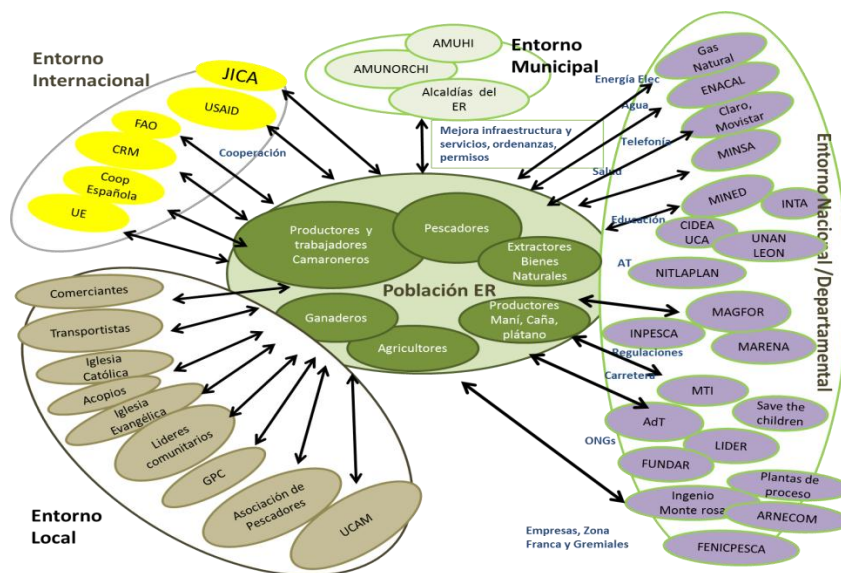 Entorno
Internacional
JICA
USAID
FAO
CRM
Coop
Española
UE
Cooperación
AMUHI
AMUNORCHI
Alcaldías del
ER
Entorno
Municipal
Mejora infraestructura y
servicios, ordenanzas,
permisos
Energía Elec
Agua
Telefonía
Salud
Educación
AT
Regulaciones
Carretera
ONGs
Empresas, Zona
Franca y Gremiales
Gas
Natural
ENACAL
Claro,
Movistar
MINSA
MINED
INTA
CIDEA
UCA
UNAN
LEON
NITLAPLAN
MAGFOR
INPESCA
MARENA
MTI
Save the
children
AdT
LIDER
FUNDAR
Plantas de
proceso
Ingenio
Monte rosa
ARNECOM
FENICPESCA
Entorno Nacional /Departamental
Productores y
trabajadores
Camaroneros
Pescadores
Extractores
Bienes
Naturales
Población ER
Ganaderos
Agricultores
Productores
Maní, Caña,
plátano
Comerciantes
Transportistas
Iglesia
Católica
Acopios
Iglesia
Evangélica
Lideres
comunitarios
GPC
Asociación de
Pescadores
UCAM
Entorno
Local